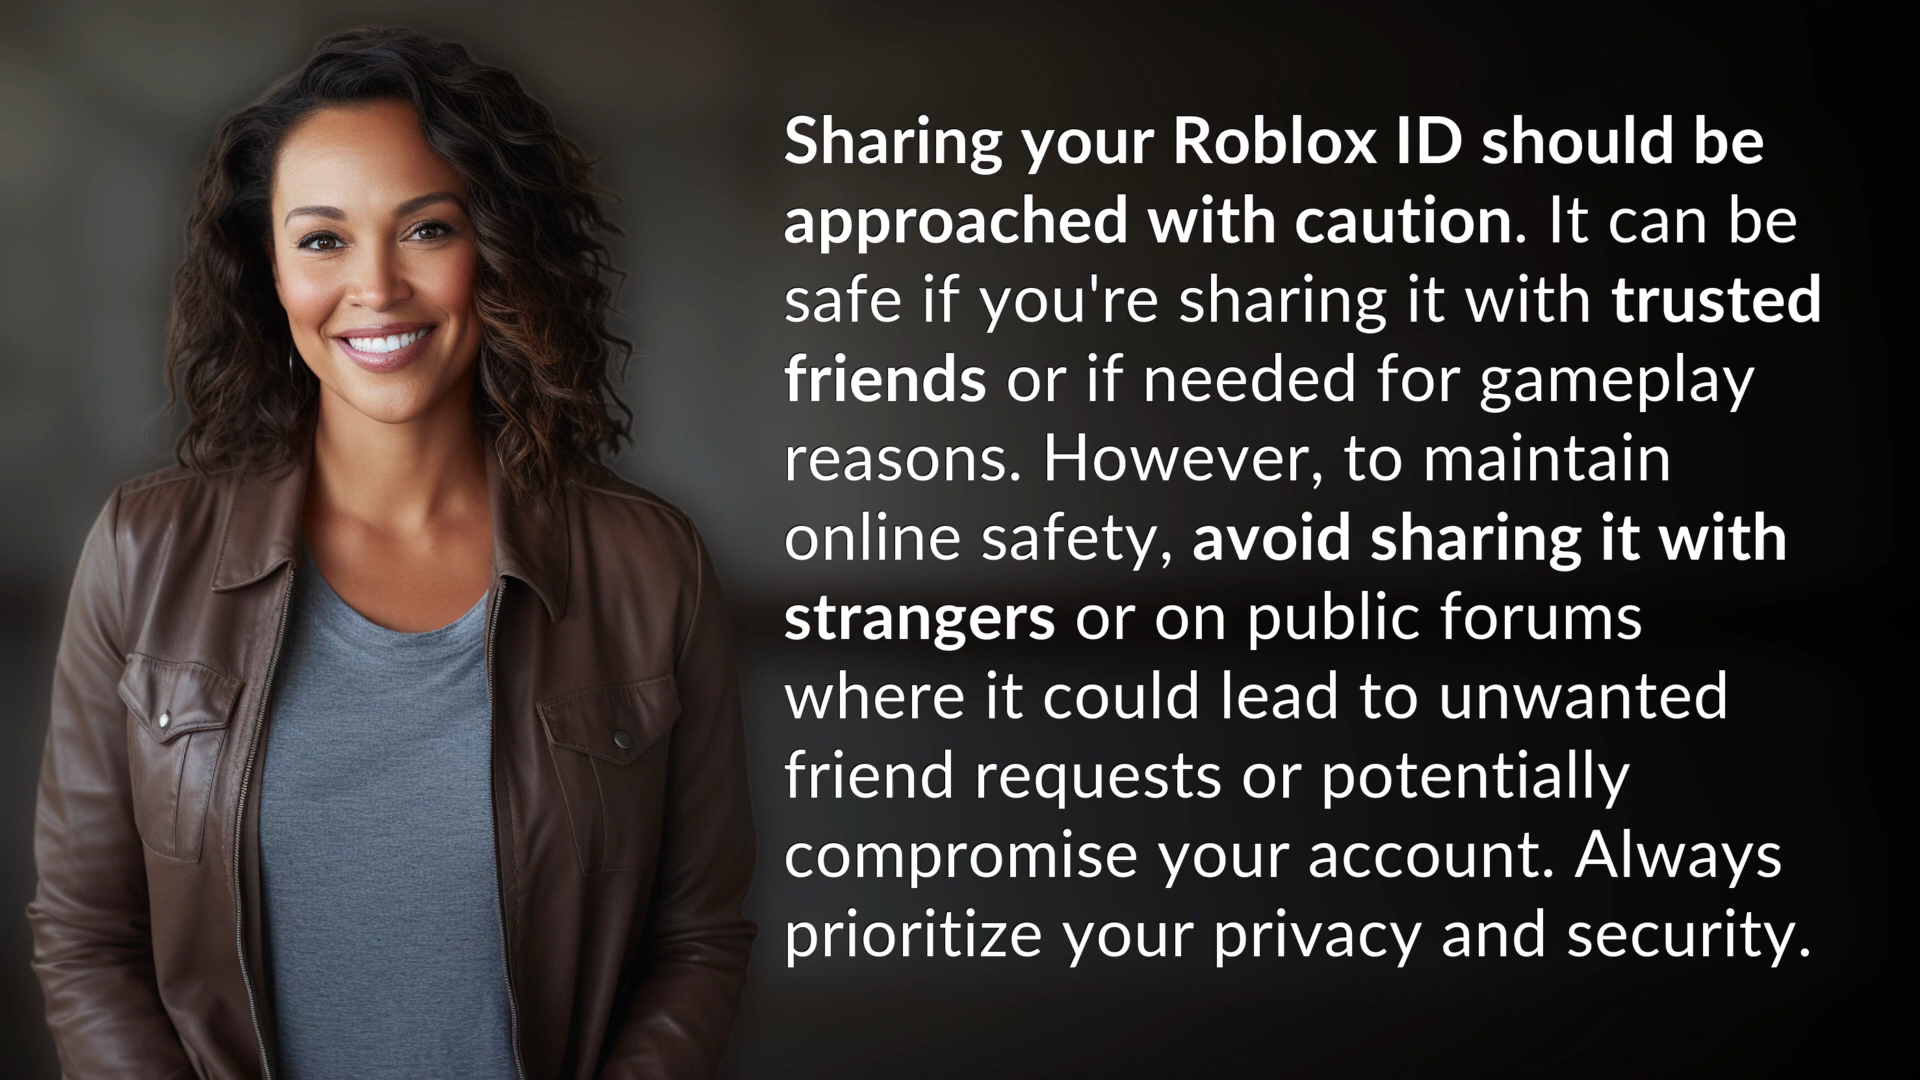 Sharing your Roblox ID should be
approached with caution. It can be
safe if you're sharing it with trusted
friends or if needed for gameplay
reasons. However, to maintain
online safety, avoid sharing it with
strangers or on public forums
where it could lead to unwanted
friend requests or potentially
compromise your account. Always
prioritize your privacy and security.